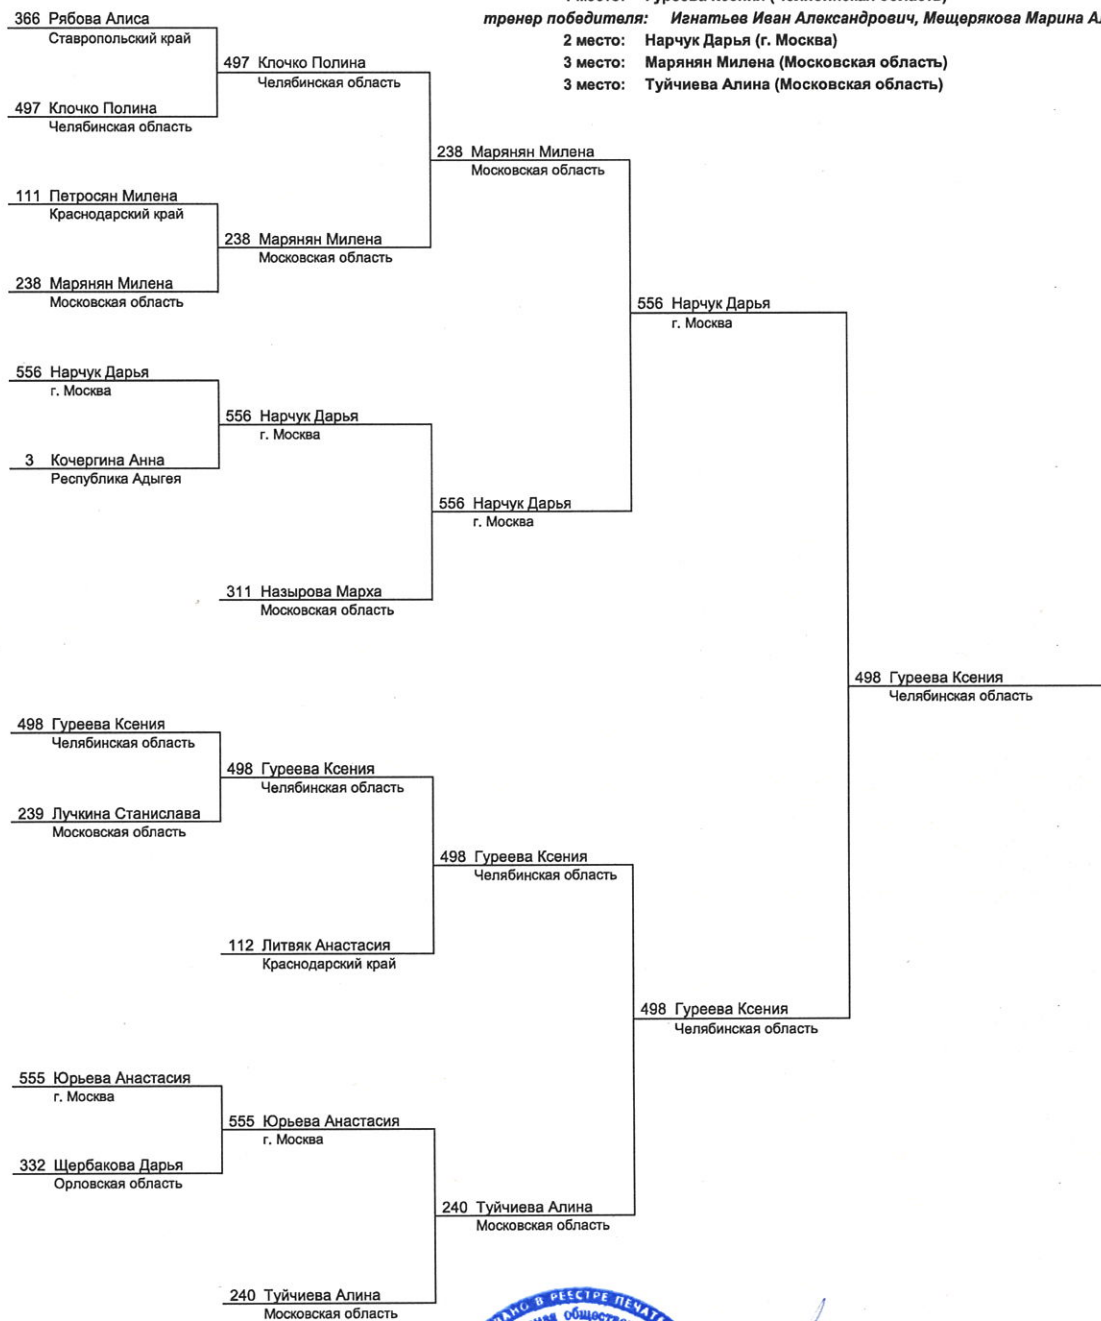 1 место: Гуреева Ксения (Челябинская область)
366 Рябова Алиса
тренер победителя: Игнатьев Иван Александрович, Мещерякова Марина
Ставропольский край
2 место: Нарчук Дарья (г. Москва)
497 Клочко Полина
3 место: Марянян Милена (Московская область)
Челябинская область
3 место: Туйчиева Алина (Московская область)
497 Клочко Полина
Челябинская область
238 Марянян Милена
Московская область
111 Петросян Милена
Краснодарский край
238 Марянян Милена
Московская область
238 Марянян Милена
Московская область
556 Нарчук Дарья
г. Москва
556 Нарчук Дарья
г. Москва
556 Нарчук Дарья
г. Москва
3 Кочергина Анна
Республика Адыгея
556 Нарчук Дарья
г. Москва
311 Назырова Марха
Московская область
498 Гуреева Ксения
Челябинская область
498 Гуреева Ксения
Челябинская область
498 Гуреева Ксения
Челябинская область
239 Лучкина Станислава
Московская область
498 Гуреева Ксения
Челябинская область
112 Литвяк Анастасия
Краснодарский край
498 Гуреева Ксения
Челябинская область
555 Юрьева Анастасия
г. Москва
555 Юрьева Анастасия
г. Москва
332 Щербакова Дарья
Орловская область
240 Туйчиева Алина
Московская область
240 Туйчиева Алина
Московская область
В РЕЕСТРЕ